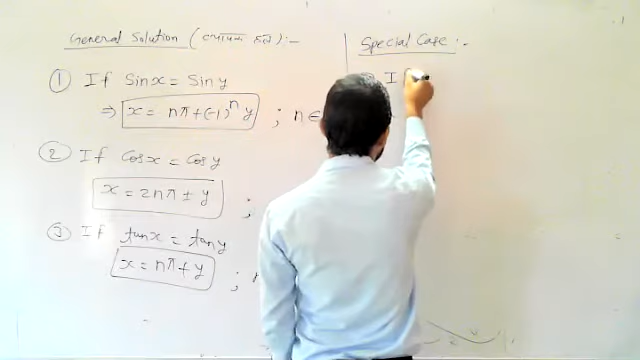 General Solution (व्यापक हल) :-
① If Sinx = Siny
⇒ x = nπ + (-1)ⁿ y ; n ∈
② If Cosx = Cosy
x = 2nπ ± y ;
③ If tanx = tany
x = nπ + y ;
Special Case :-
I